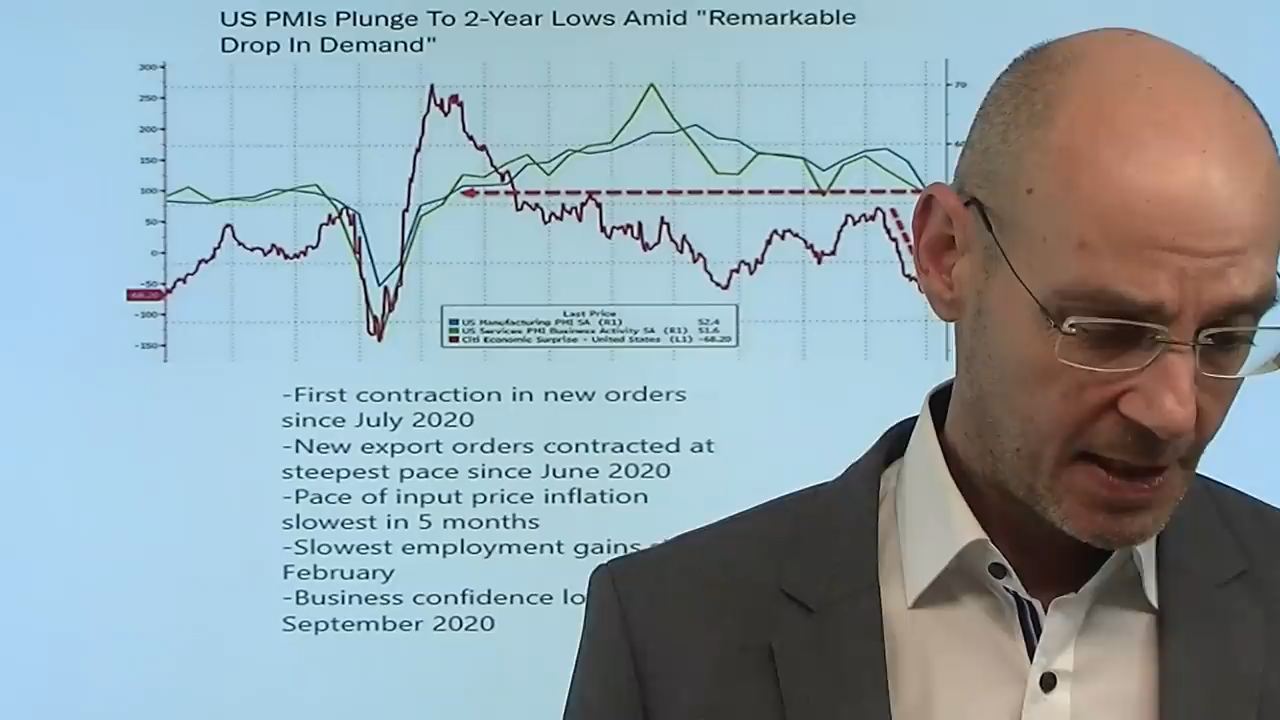 US PMIs Plunge To 2-Year Lows Amid "Remarkable
Drop In Demand"
300
250
200
150
100
50
0
-50
-68.20
-100
-150
70
Last Price
US Manufacturing PMI SA (R1) 52.4
US Services PMI Business Activity SA (R1) 51.6
Citi Economic Surprise - United States (L1) -68.20
-First contraction in new orders
since July 2020
-New export orders contracted at
steepest pace since June 2020
-Pace of input price inflation
slowest in 5 months
-Slowest employment gains
February
-Business confidence
September 2020